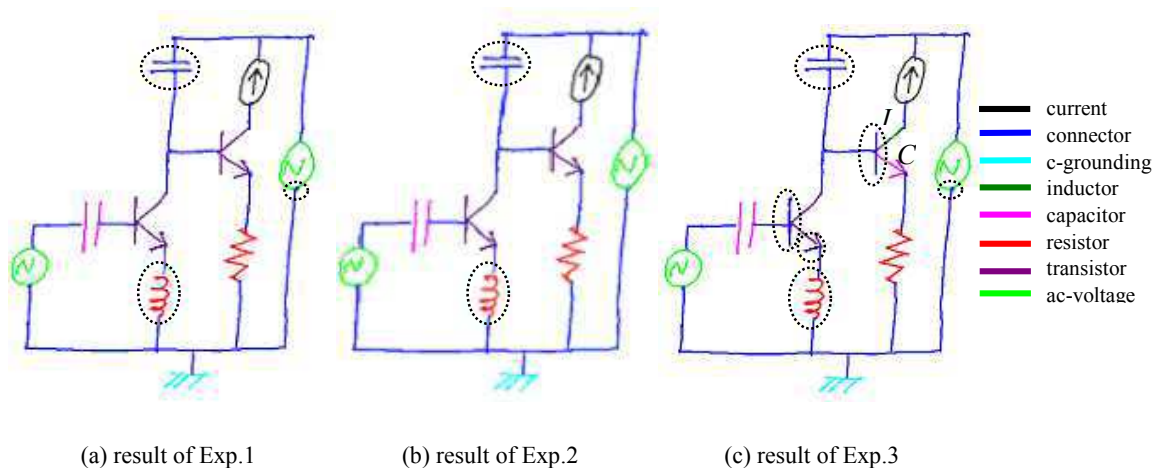 I
C
current
connector
c-grounding
inductor
capacitor
resistor
transistor
ac-voltage
(a) result of Exp.1
(b) result of Exp.2
(c) result of Exp.3